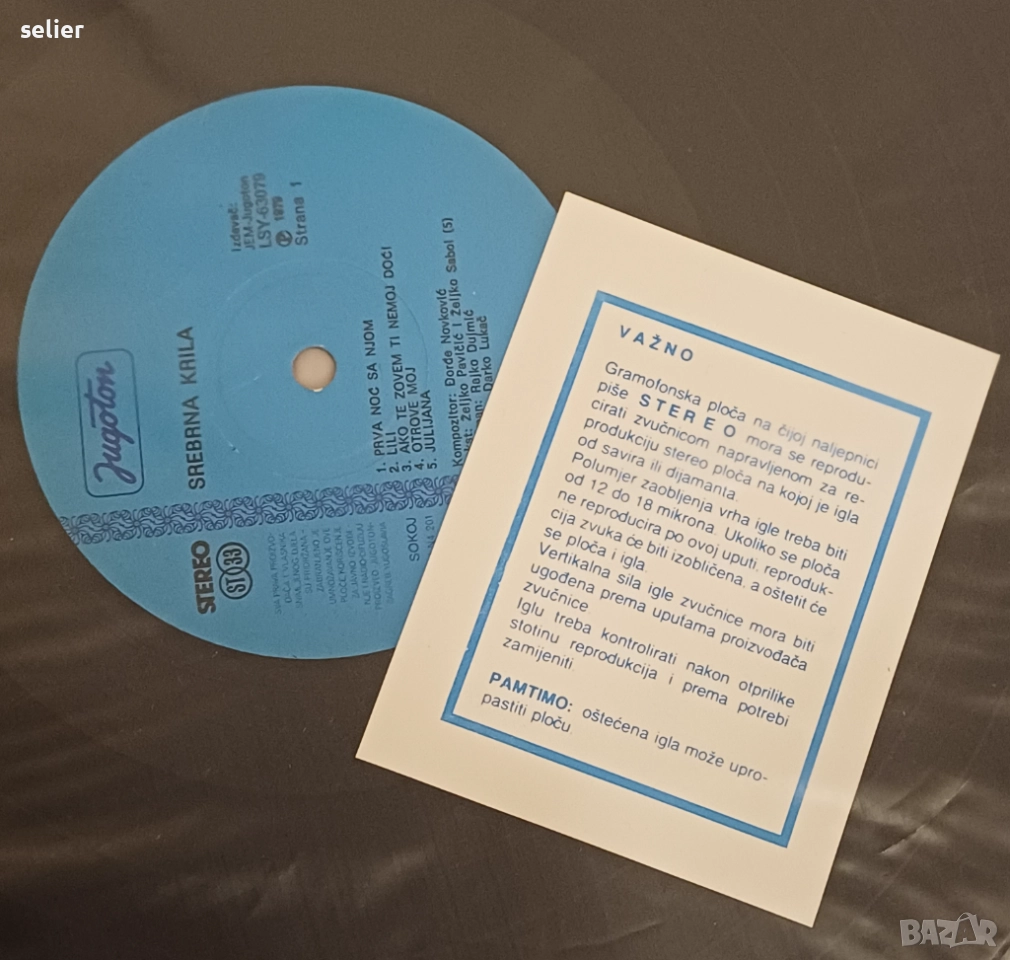 selier
Jugoton
SREBRNA KRILA
Izdavač:
JEM-Jugoton
LSY-63079
Ⓟ 1979
Strana 1
STEREO
ST 33
SOKOJ
1. PRVA NOĆ SA NJOM
2. LILI
3. AKO TE ZOVEM TI NEMOJ DOĆI
4. OTROVE MOJ
5. JULIJANA
Kompozitor: Đorđe Novković
Željko Pavičić i Željko Sabol (5)
Rajko Dujmić
Darko Lukač
VAŽNO
Gramofonska ploča na čijoj naljepnici
piše STEREO mora se reprodu-
cirati zvučnicom napravljenom za re-
produkciju stereo ploča na kojoj je igla
od savira ili dijamanta.
Polumjer zaobljenja vrha igle treba biti
od 12 do 18 mikrona. Ukoliko se ploča
ne reproducira po ovoj uputi, reproduk-
cija zvuka će biti izobličena, a oštetit će
se ploča i igla.
Vertikalna sila igle zvučnice mora biti
ugođena prema uputama proizvođača
zvučnice
Iglu treba kontrolirati nakon otprilike
stotinu reprodukcija i prema potrebi
zamijeniti
PAMTIMO: oštećena igla može upro-
pastiti ploču
BAZAR